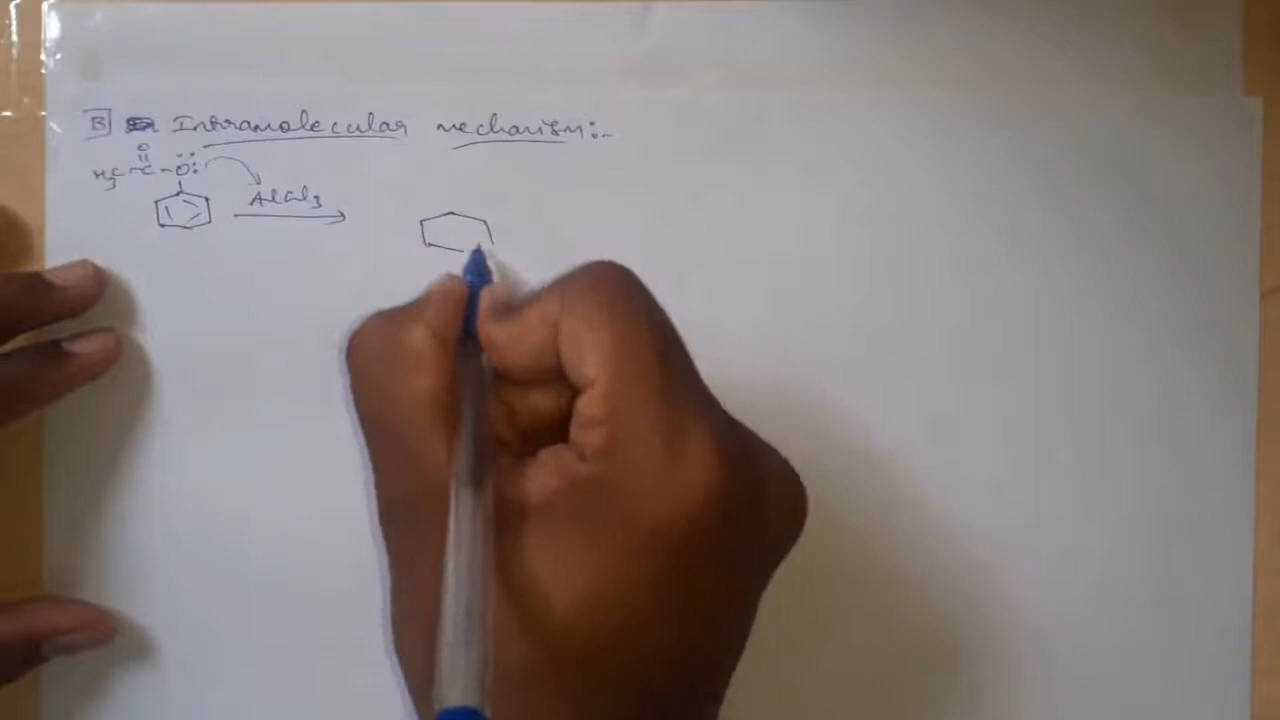 B Intramolecular mechanism:-
O
H3C - C - O:
AlCl3